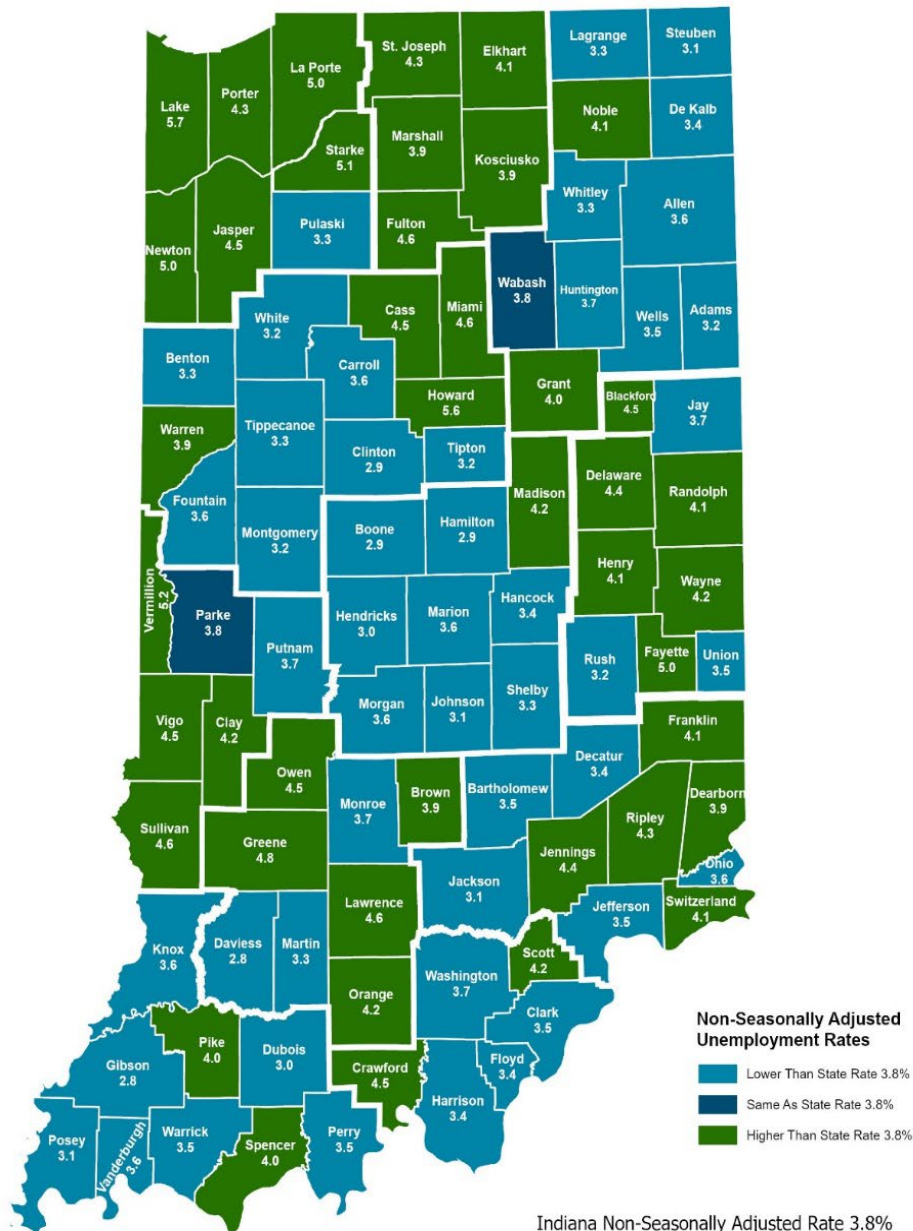 Lagrange
3.3
Steuben
3.1
St. Joseph
4.3
Elkhart
4.1
La Porte
5.0
Lake
5.7
Porter
4.3
Noble
4.1
De Kalb
3.4
Marshall
3.9
Starke
5.1
Kosciusko
3.9
Whitley
3.3
Allen
3.6
Newton
5.0
Jasper
4.5
Pulaski
3.3
Fulton
4.6
Wabash
3.8
Huntington
3.7
Wells
3.5
Adams
3.2
White
3.2
Cass
4.5
Miami
4.6
Benton
3.3
Carroll
3.6
Grant
4.0
Blackford
4.5
Jay
3.7
Howard
5.6
Warren
3.9
Tippecanoe
3.3
Clinton
2.9
Tipton
3.2
Madison
4.2
Delaware
4.4
Randolph
4.1
Fountain
3.6
Montgomery
3.2
Boone
2.9
Hamilton
2.9
Henry
4.1
Wayne
4.2
Vermillion
5.2
Parke
3.8
Putnam
3.7
Hendricks
3.0
Marion
3.6
Hancock
3.4
Rush
3.2
Fayette
5.0
Union
3.5
Morgan
3.6
Johnson
3.1
Shelby
3.3
Vigo
4.5
Clay
4.2
Owen
4.5
Franklin
4.1
Decatur
3.4
Monroe
3.7
Brown
3.9
Bartholomew
3.5
Dearborn
3.9
Sullivan
4.6
Greene
4.8
Ripley
4.3
Jennings
4.4
Ohio
3.6
Jackson
3.1
Lawrence
4.6
Jefferson
3.5
Switzerland
4.1
Knox
3.6
Daviess
2.8
Martin
3.3
Scott
4.2
Washington
3.7
Orange
4.2
Clark
3.5
Pike
4.0
Dubois
3.0
Gibson
2.8
Crawford
4.5
Floyd
3.4
Harrison
3.4
Posey
3.1
Vanderburgh
3.6
Warrick
3.5
Spencer
4.0
Perry
3.5
Non-Seasonally Adjusted
Unemployment Rates
Lower Than State Rate 3.8%
Same As State Rate 3.8%
Higher Than State Rate 3.8%
Indiana Non-Seasonally Adjusted Rate 3.8%